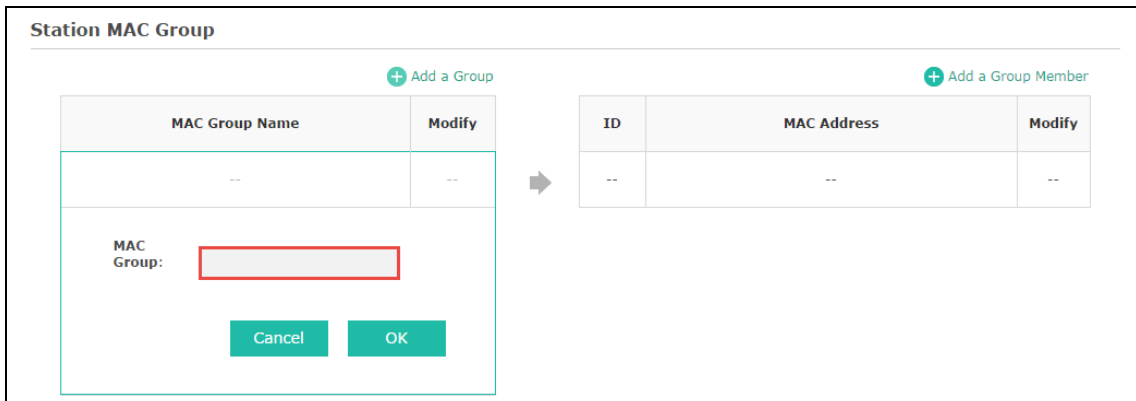 Station MAC Group
Add a Group
Add a Group Member
MAC Group Name Modify
ID MAC Address Modify
-- --
-- -- --
MAC
Group:
Cancel OK